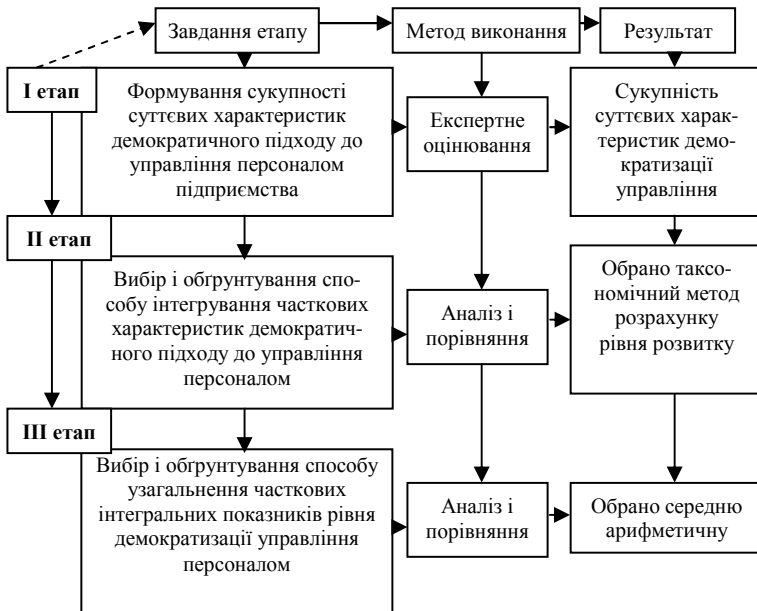 Завдання етапу
Метод виконання
Результат
I етап
Формування сукупності
суттєвих характеристик
демократичного підходу до
управління персоналом
підприємства
Експертне
оцінювання
Сукупність
суттєвих харак-
теристик демо-
кратизації
управління
II етап
Вибір і обґрунтування спо-
собу інтегрування часткових
характеристик демократич-
ного підходу до управління
персоналом
Аналіз і
порівняння
Обрано таксо-
номічний метод
розрахунку
рівня розвитку
III етап
Вибір і обґрунтування способу
узагальнення часткових
інтегральних показників рівня
демократизації управління
персоналом
Аналіз і
порівняння
Обрано середню
арифметичну